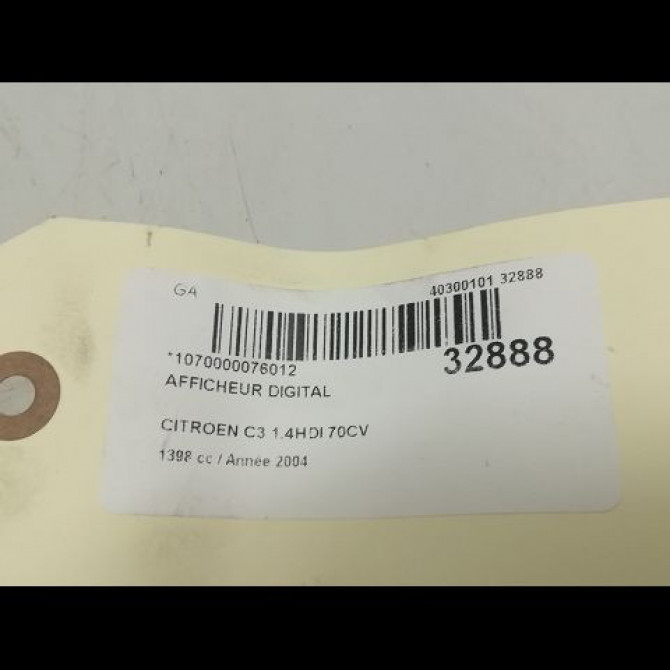 GA
40300101 32888
*1070000076012
32888
AFFICHEUR DIGITAL
CITROEN C3 1.4HDI 70CV
1398 cc / Année 2004